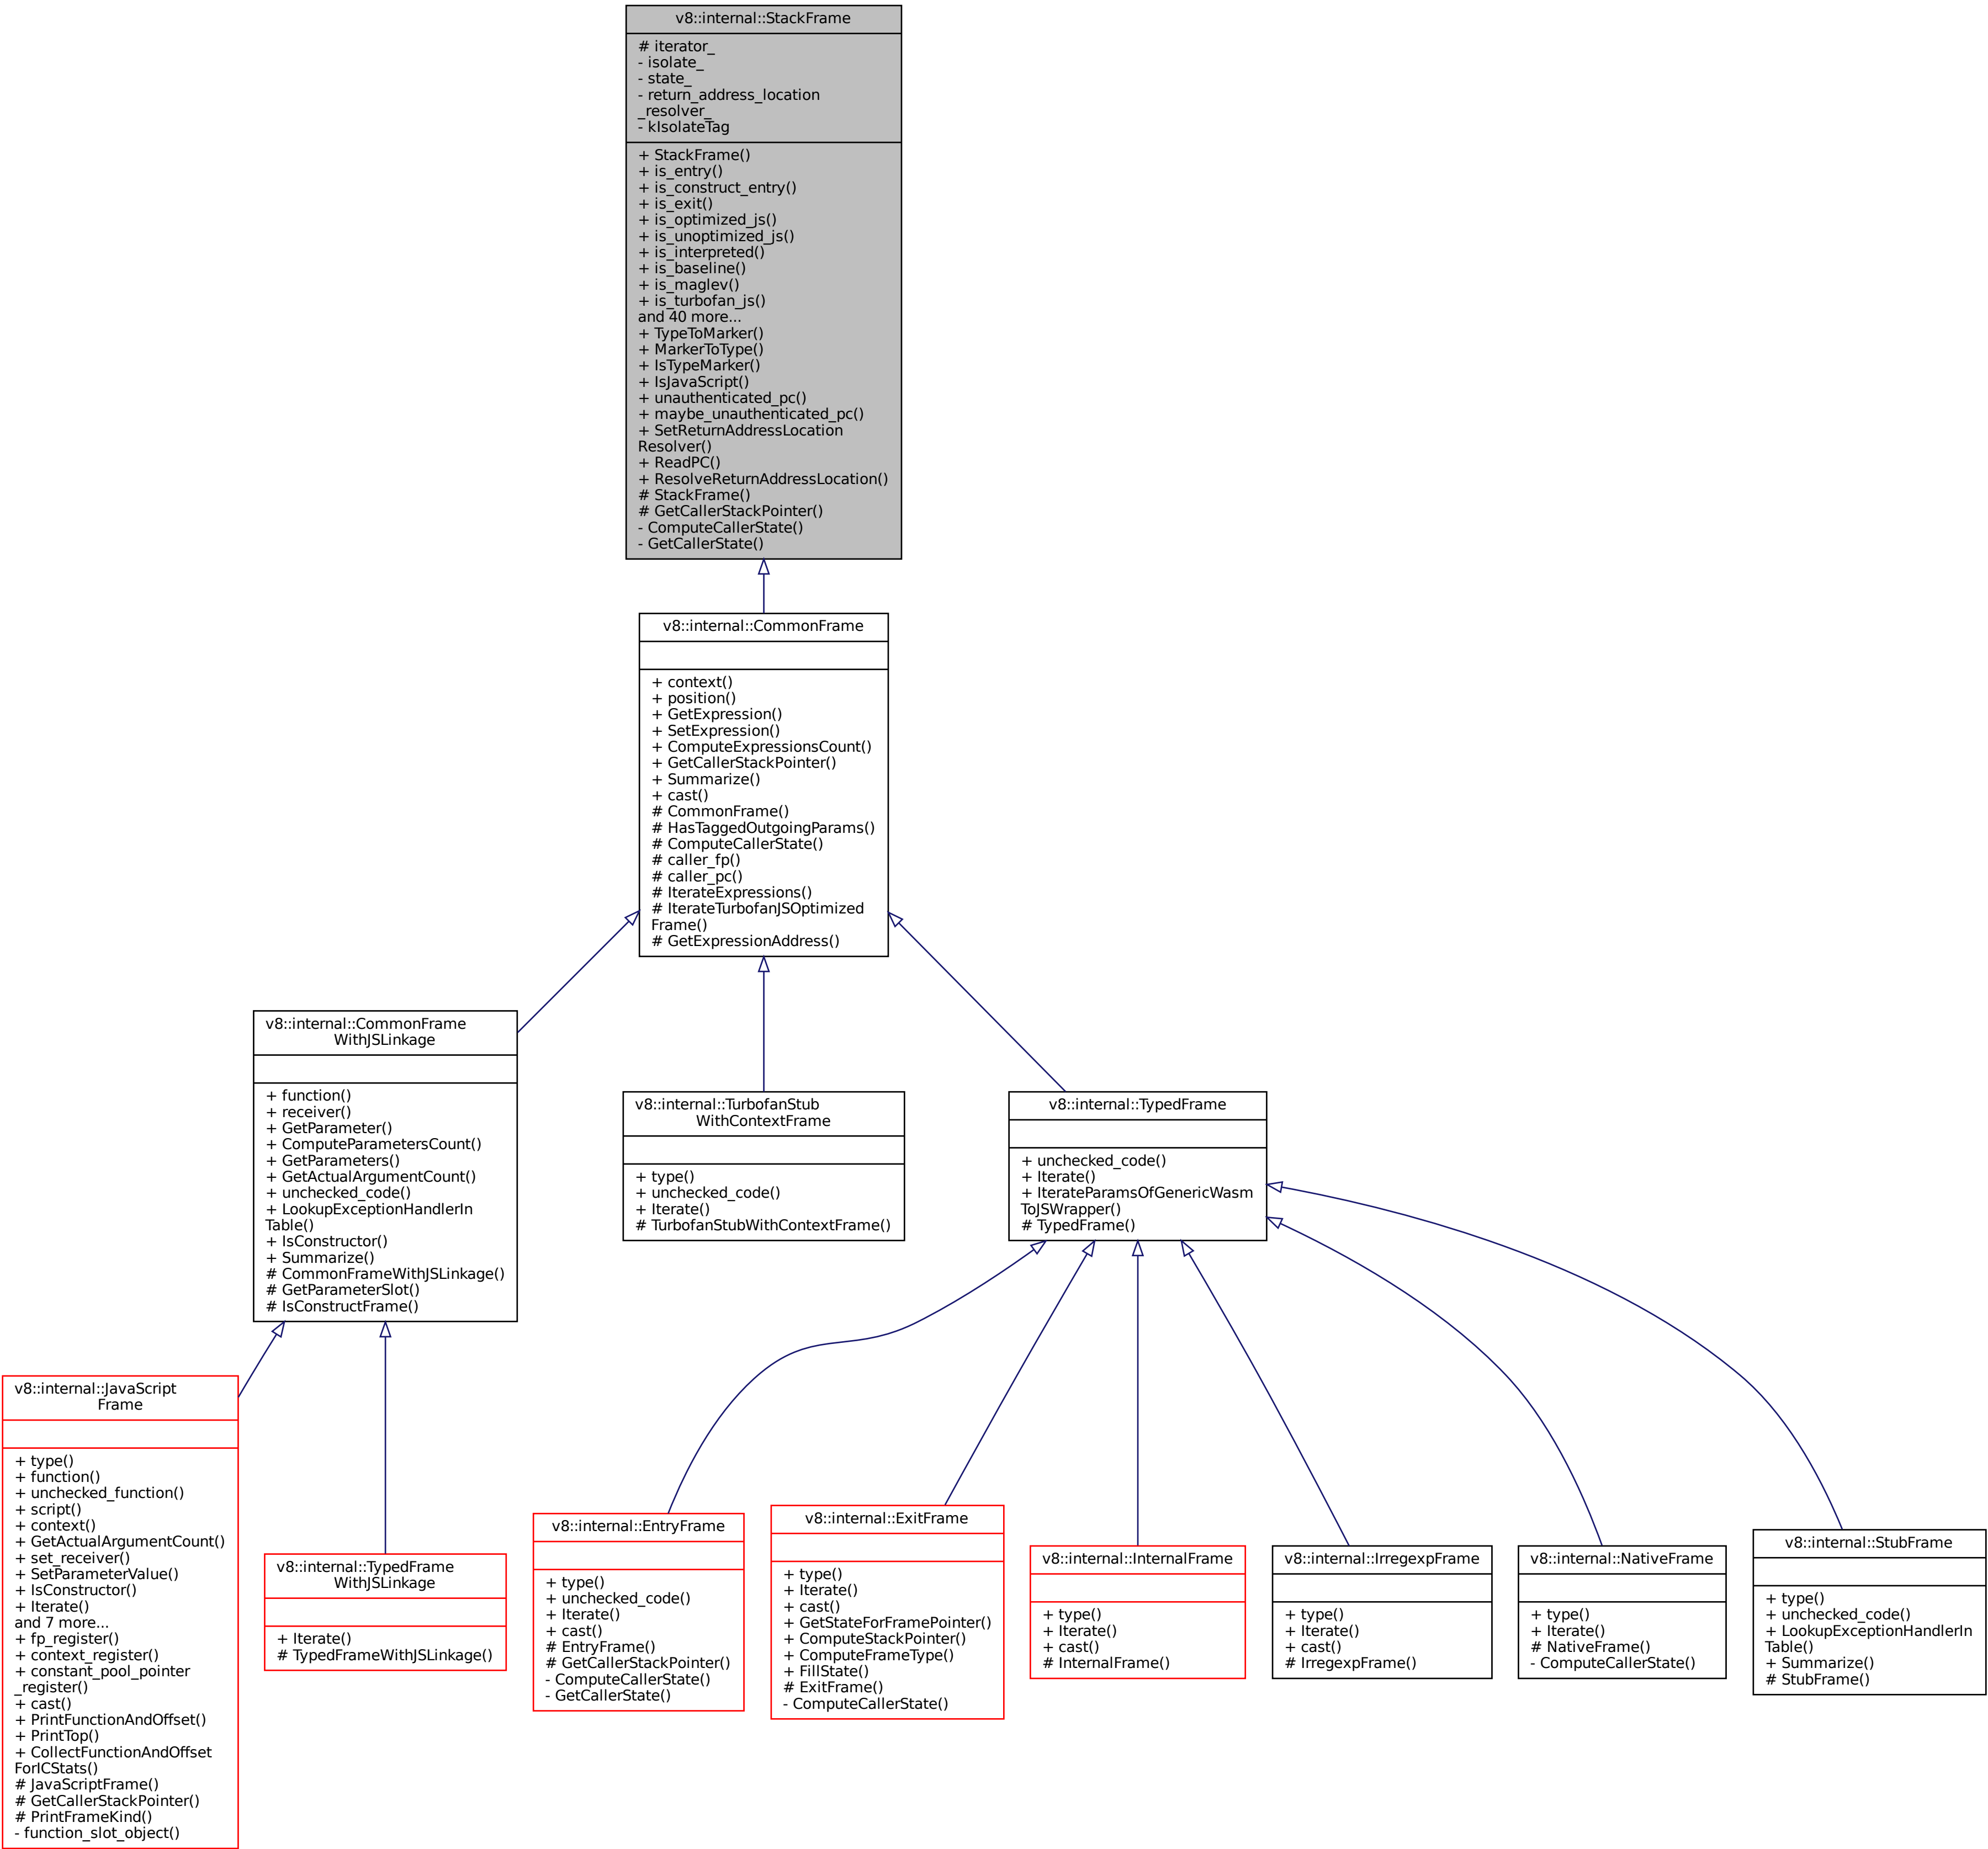 v8::internal::StackFrame
# iterator_
- isolate_
- state_
- return_address_location
_resolver_
- kIsolateTag
+ StackFrame()
+ is_entry()
+ is_construct_entry()
+ is_exit()
+ is_optimized_js()
+ is_unoptimized_js()
+ is_interpreted()
+ is_baseline()
+ is_maglev()
+ is_turbofan_js()
and 40 more...
+ TypeToMarker()
+ MarkerToType()
+ IsTypeMarker()
+ IsJavaScript()
+ unauthenticated_pc()
+ maybe_unauthenticated_pc()
+ SetReturnAddressLocation
Resolver()
+ ReadPC()
+ ResolveReturnAddressLocation()
# StackFrame()
# GetCallerStackPointer()
- ComputeCallerState()
- GetCallerState()
v8::internal::CommonFrame
+ context()
+ position()
+ GetExpression()
+ SetExpression()
+ ComputeExpressionsCount()
+ GetCallerStackPointer()
+ Summarize()
+ cast()
# CommonFrame()
# HasTaggedOutgoingParams()
# ComputeCallerState()
# caller_fp()
# caller_pc()
# IterateExpressions()
# IterateTurbofanJSOptimized
Frame()
# GetExpressionAddress()
v8::internal::CommonFrame
WithJSLinkage
+ function()
+ receiver()
+ GetParameter()
+ ComputeParametersCount()
+ GetParameters()
+ GetActualArgumentCount()
+ unchecked_code()
+ LookupExceptionHandlerIn
Table()
+ IsConstructor()
+ Summarize()
# CommonFrameWithJSLinkage()
# GetParameterSlot()
# IsConstructFrame()
v8::internal::TurbofanStub
WithContextFrame
+ type()
+ unchecked_code()
+ Iterate()
# TurbofanStubWithContextFrame()
v8::internal::TypedFrame
+ unchecked_code()
+ Iterate()
+ IterateParamsOfGenericWasm
ToJSWrapper()
# TypedFrame()
v8::internal::JavaScript
Frame
+ type()
+ function()
+ unchecked_function()
+ script()
+ context()
+ GetActualArgumentCount()
+ set_receiver()
+ SetParameterValue()
+ IsConstructor()
+ Iterate()
and 7 more...
+ fp_register()
+ context_register()
+ constant_pool_pointer
_register()
+ cast()
+ PrintFunctionAndOffset()
+ PrintTop()
+ CollectFunctionAndOffset
ForICStats()
# JavaScriptFrame()
# GetCallerStackPointer()
# PrintFrameKind()
- function_slot_object()
v8::internal::TypedFrame
WithJSLinkage
+ Iterate()
# TypedFrameWithJSLinkage()
v8::internal::EntryFrame
+ type()
+ unchecked_code()
+ Iterate()
+ cast()
# EntryFrame()
# GetCallerStackPointer()
- ComputeCallerState()
- GetCallerState()
v8::internal::ExitFrame
+ type()
+ Iterate()
+ cast()
+ GetStateForFramePointer()
+ ComputeStackPointer()
+ ComputeFrameType()
+ FillState()
# ExitFrame()
- ComputeCallerState()
v8::internal::InternalFrame
+ type()
+ Iterate()
+ cast()
# InternalFrame()
v8::internal::IrregexpFrame
+ type()
+ Iterate()
+ cast()
# IrregexpFrame()
v8::internal::NativeFrame
+ type()
+ Iterate()
# NativeFrame()
- ComputeCallerState()
v8::internal::StubFrame
+ type()
+ unchecked_code()
+ LookupExceptionHandlerIn
Table()
+ Summarize()
# StubFrame()